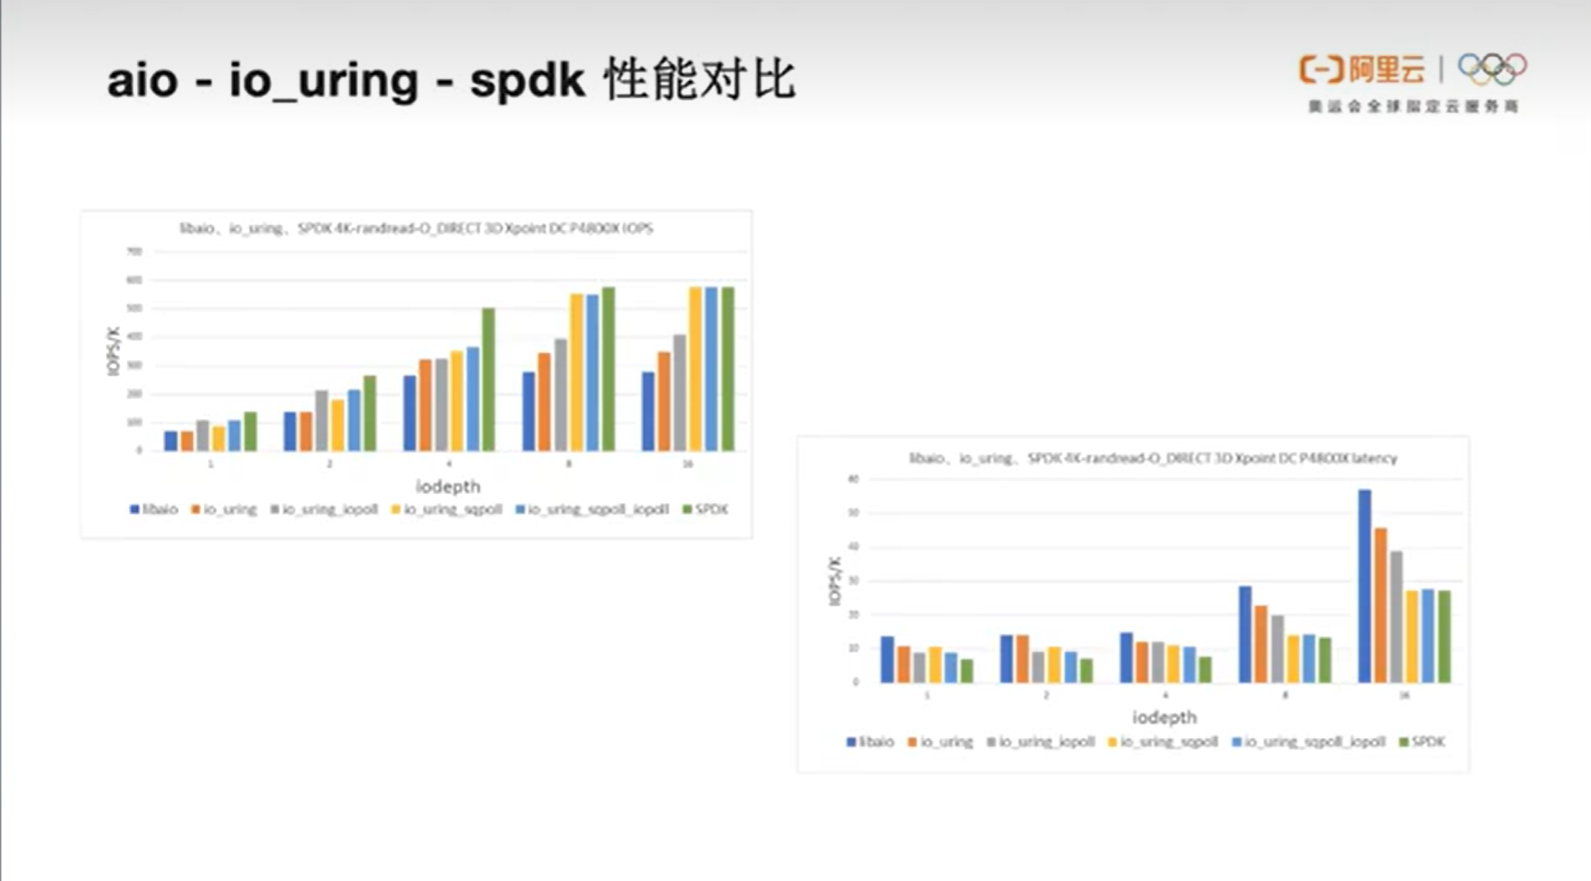 aio - io_uring - spdk 性能对比
阿里云
奥运会全球指定云服务商
libaio、io_uring、SPDK 4K-randread-O_DIRECT 3D Xpoint DC P4800X IOPS
700
600
500
400
300
200
100
0
IOPS/K
1 2 4 8 16
iodepth
libaio io_uring io_uring_iopoll io_uring_sqpoll io_uring_sqpoll_iopoll SPDK
libaio、io_uring、SPDK 4K-randread-O_DIRECT 3D Xpoint DC P4800X latency
60
50
40
30
20
10
0
IOPS/K
1 2 4 8 16
iodepth
libaio io_uring io_uring_iopoll io_uring_sqpoll io_uring_sqpoll_iopoll SPDK